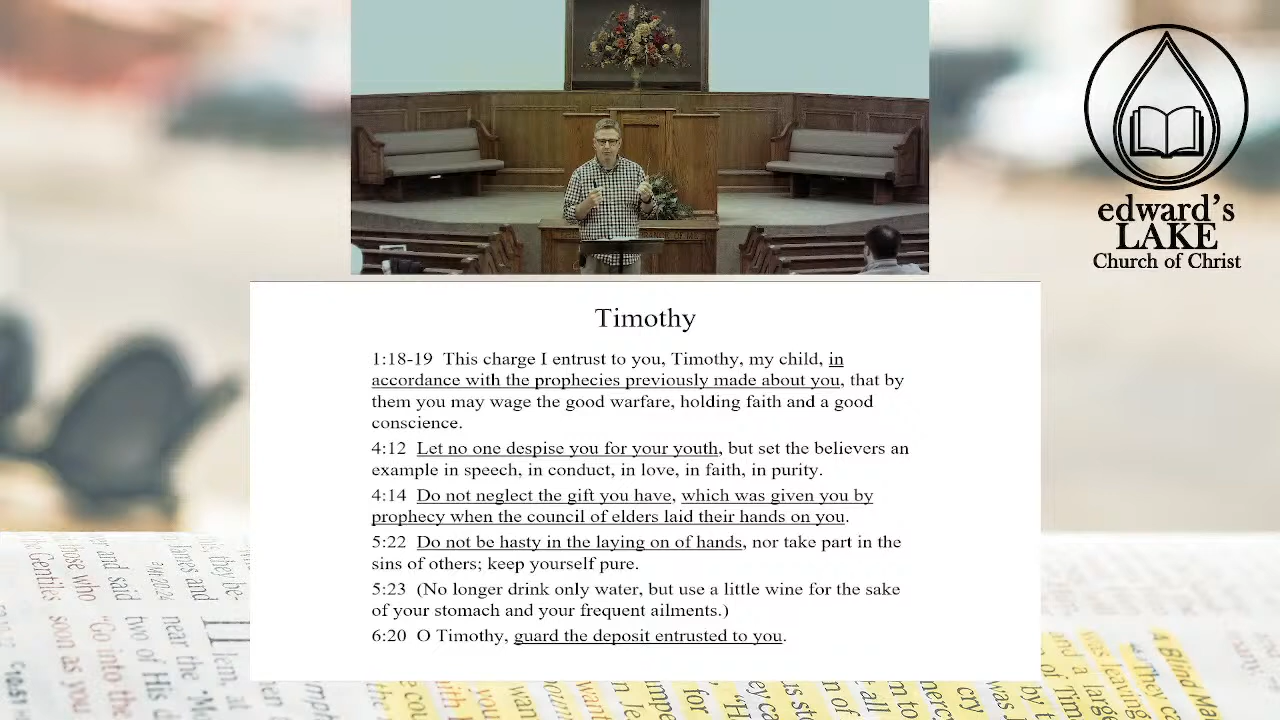 edward's
LAKE
Church of Christ
Timothy
1:18-19 This charge I entrust to you, Timothy, my child, in
accordance with the prophecies previously made about you, that by
them you may wage the good warfare, holding faith and a good
conscience.
4:12 Let no one despise you for your youth, but set the believers an
example in speech, in conduct, in love, in faith, in purity.
4:14 Do not neglect the gift you have, which was given you by
prophecy when the council of elders laid their hands on you.
5:22 Do not be hasty in the laying on of hands, nor take part in the
sins of others; keep yourself pure.
5:23 (No longer drink only water, but use a little wine for the sake
of your stomach and your frequent ailments.)
6:20 O Timothy, guard the deposit entrusted to you.